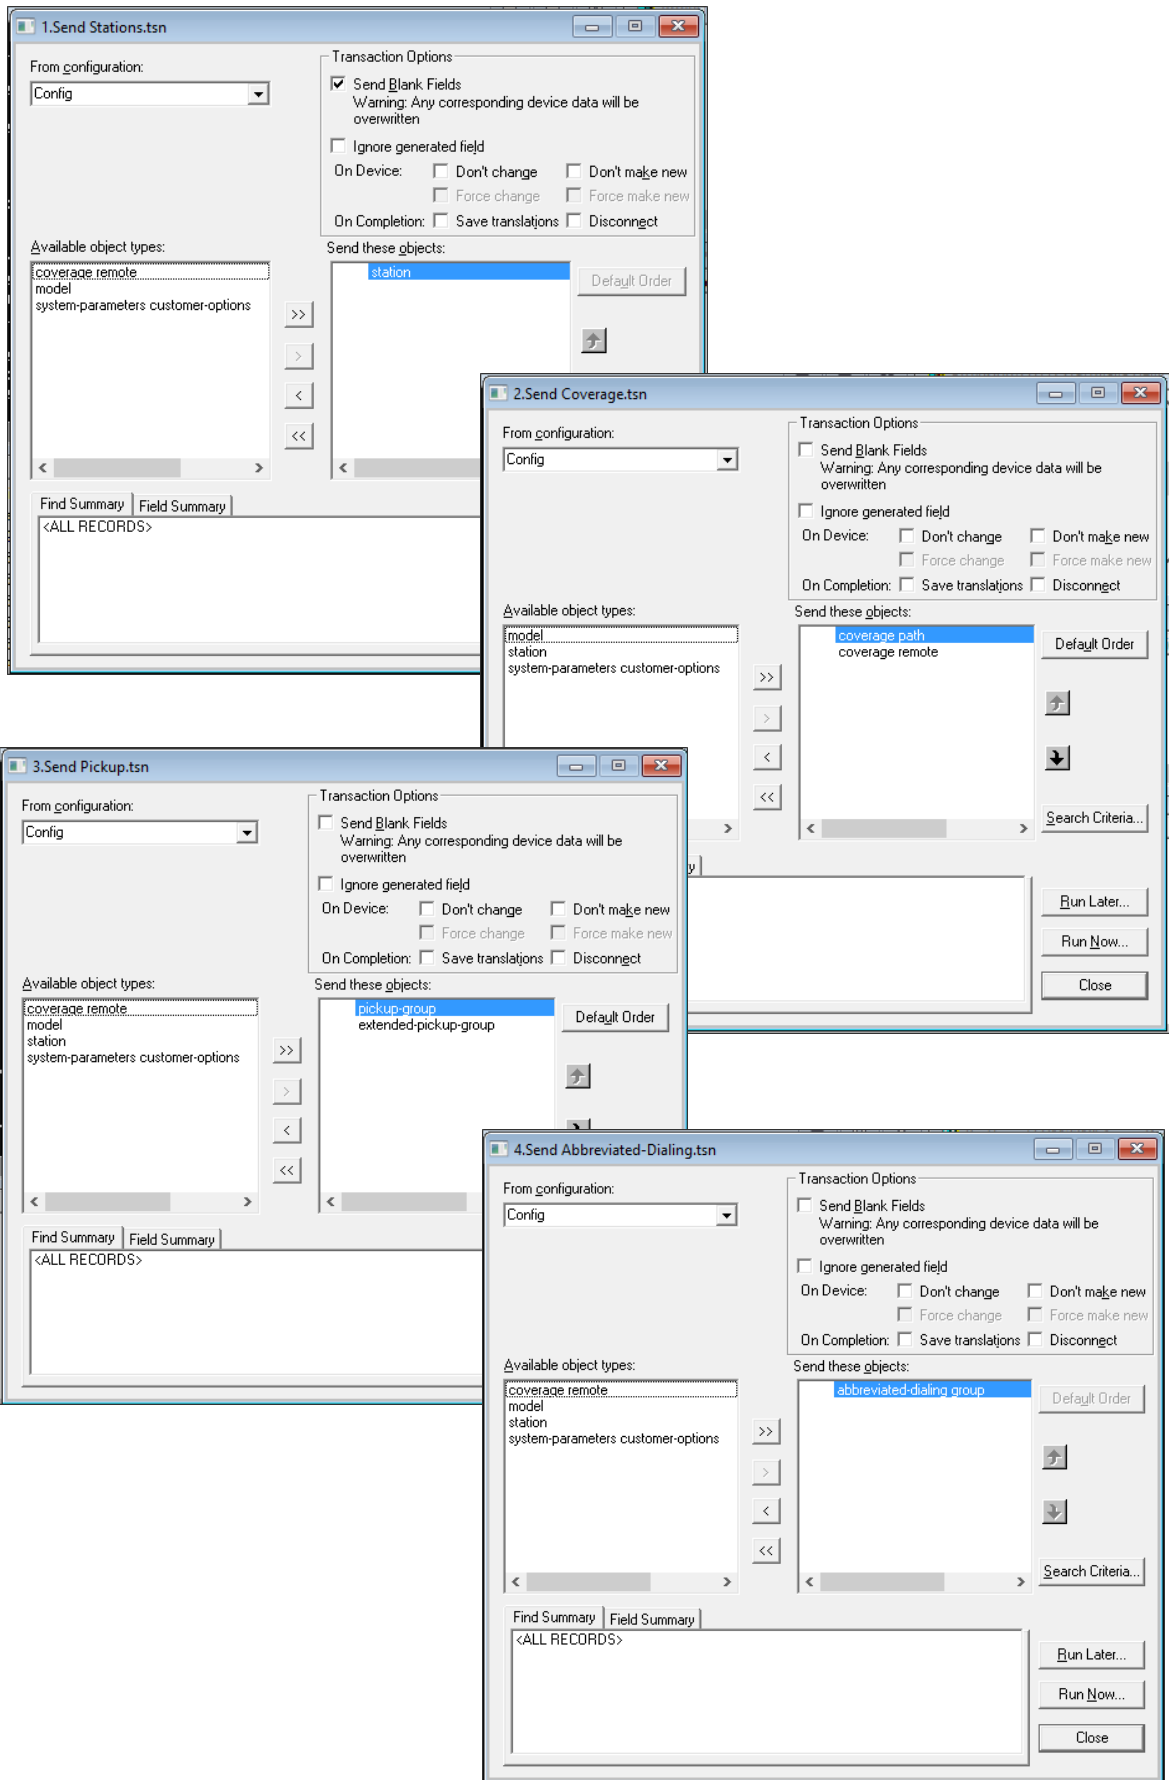 1.Send Stations.tsn
From configuration:
Config
Transaction Options
Send Blank Fields
Warning: Any corresponding device data will be
overwritten
Ignore generated field
On Device:
Don't change
Don't make new
Force change
Force make new
On Completion:
Save translations
Disconnect
Available object types:
coverage remote
model
system-parameters customer-options
>>
>
<
<<
Send these objects:
station
Default Order
Find Summary
Field Summary
<ALL RECORDS>
2.Send Coverage.tsn
From configuration:
Config
Transaction Options
Send Blank Fields
Warning: Any corresponding device data will be
overwritten
Ignore generated field
On Device:
Don't change
Don't make new
Force change
Force make new
On Completion:
Save translations
Disconnect
Available object types:
model
station
system-parameters customer-options
>>
>
<
<<
Send these objects:
coverage path
coverage remote
Default Order
Search Criteria...
Run Later...
Run Now...
Close
3.Send Pickup.tsn
From configuration:
Config
Transaction Options
Send Blank Fields
Warning: Any corresponding device data will be
overwritten
Ignore generated field
On Device:
Don't change
Don't make new
Force change
Force make new
On Completion:
Save translations
Disconnect
Available object types:
coverage remote
model
station
system-parameters customer-options
>>
>
<
<<
Send these objects:
pickup-group
extended-pickup-group
Default Order
Find Summary
Field Summary
<ALL RECORDS>
4.Send Abbreviated-Dialing.tsn
From configuration:
Config
Transaction Options
Send Blank Fields
Warning: Any corresponding device data will be
overwritten
Ignore generated field
On Device:
Don't change
Don't make new
Force change
Force make new
On Completion:
Save translations
Disconnect
Available object types:
coverage remote
model
station
system-parameters customer-options
>>
>
<
<<
Send these objects:
abbreviated-dialing group
Default Order
Search Criteria...
Find Summary
Field Summary
<ALL RECORDS>
Run Later...
Run Now...
Close